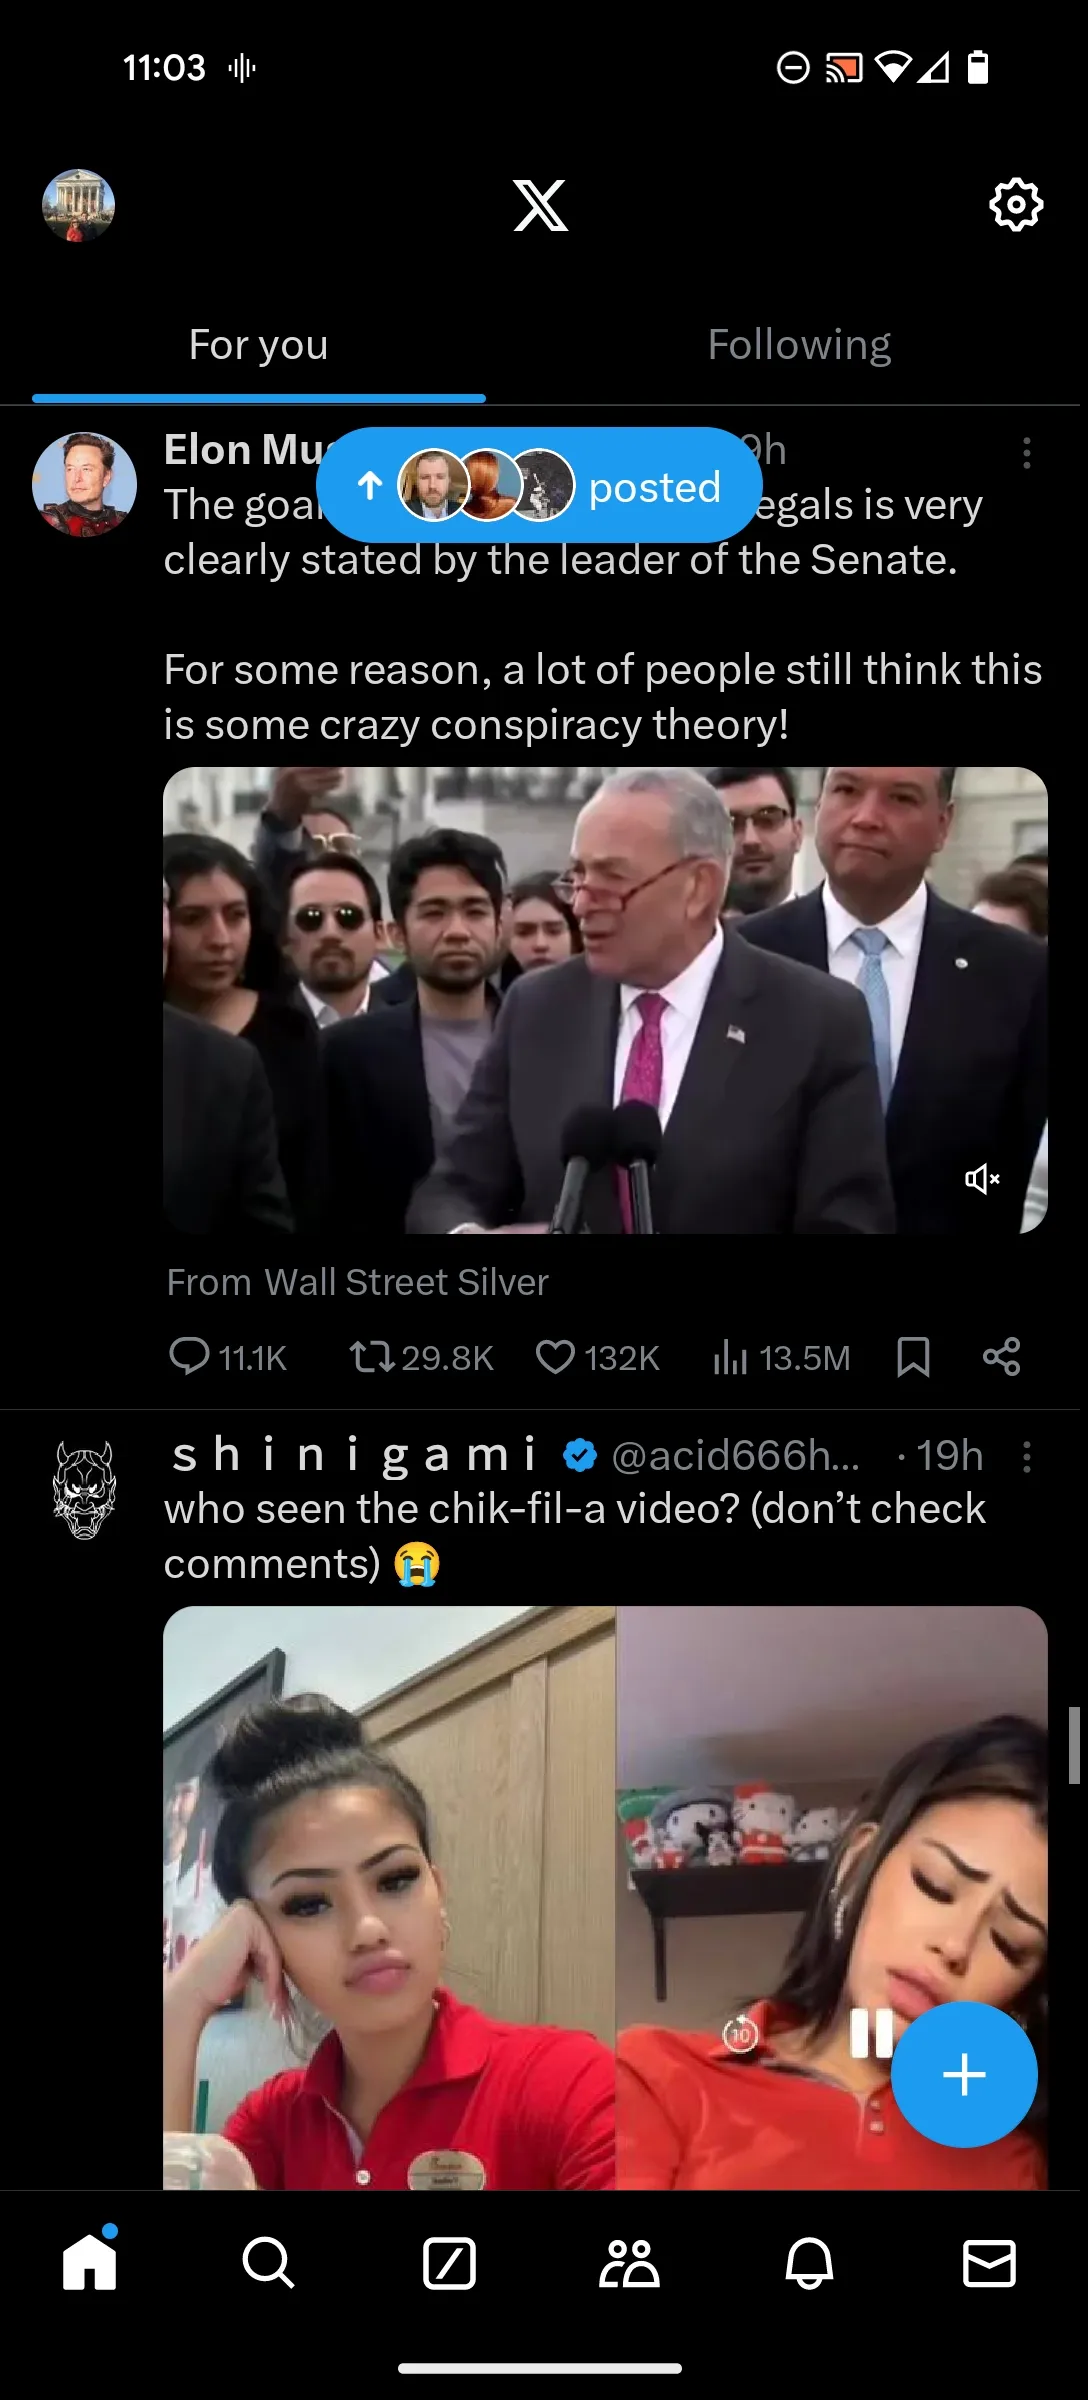 11:03
For you
Following
Elon Mu
9h
posted
The goal
egals is very
clearly stated by the leader of the Senate.
For some reason, a lot of people still think this
is some crazy conspiracy theory!
From Wall Street Silver
11.1K 29.8K 132K 13.5M
shinigami @acid666h... · 19h
who seen the chik-fil-a video? (don’t check
comments) 😭
10